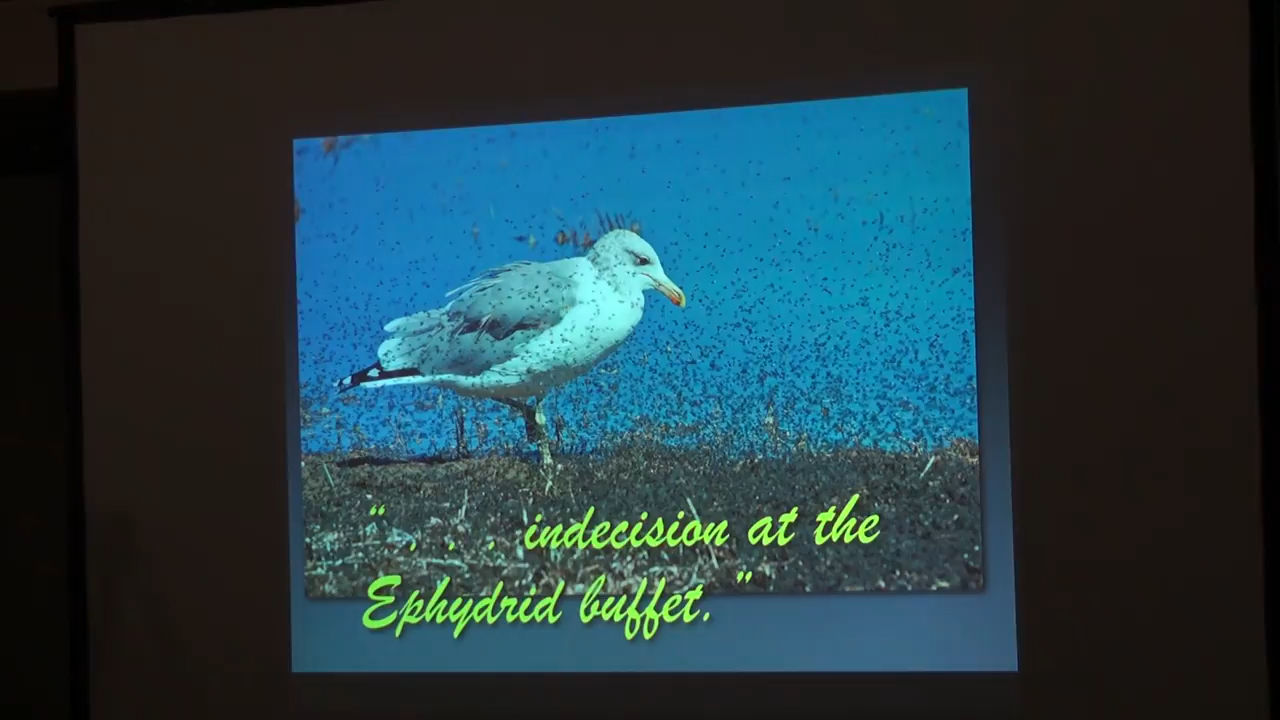 “ . . . indecision at the
Ephydrid buffet.”